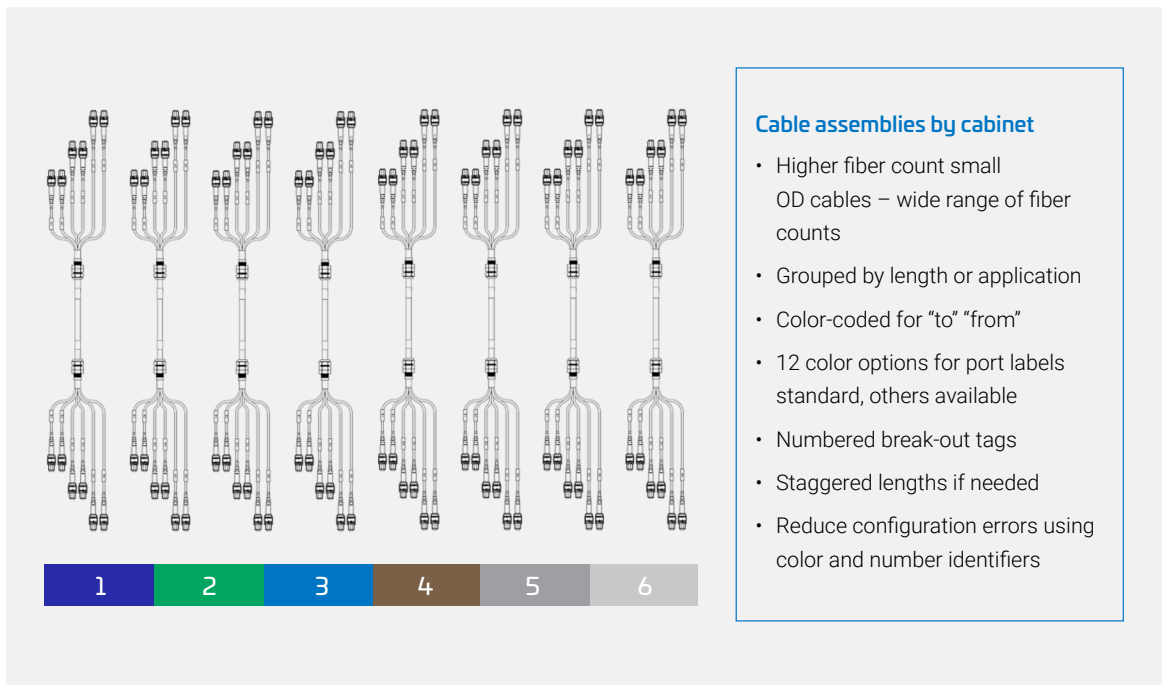 Cable assemblies by cabinet
• Higher fiber count small
OD cables – wide range of fiber
counts
• Grouped by length or application
• Color-coded for “to” “from”
• 12 color options for port labels
standard, others available
• Numbered break-out tags
• Staggered lengths if needed
• Reduce configuration errors using
color and number identifiers
1 2 3 4 5 6